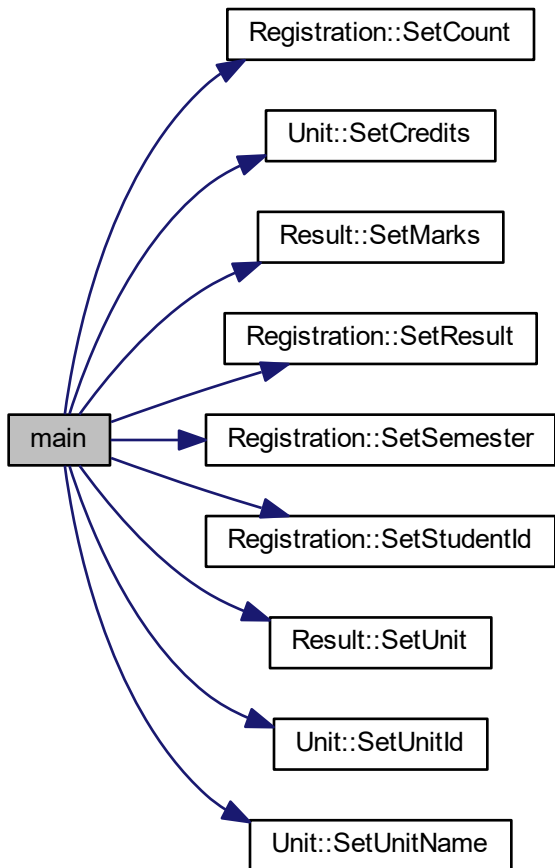 Registration::SetCount
Unit::SetCredits
Result::SetMarks
Registration::SetResult
main
Registration::SetSemester
Registration::SetStudentId
Result::SetUnit
Unit::SetUnitId
Unit::SetUnitName